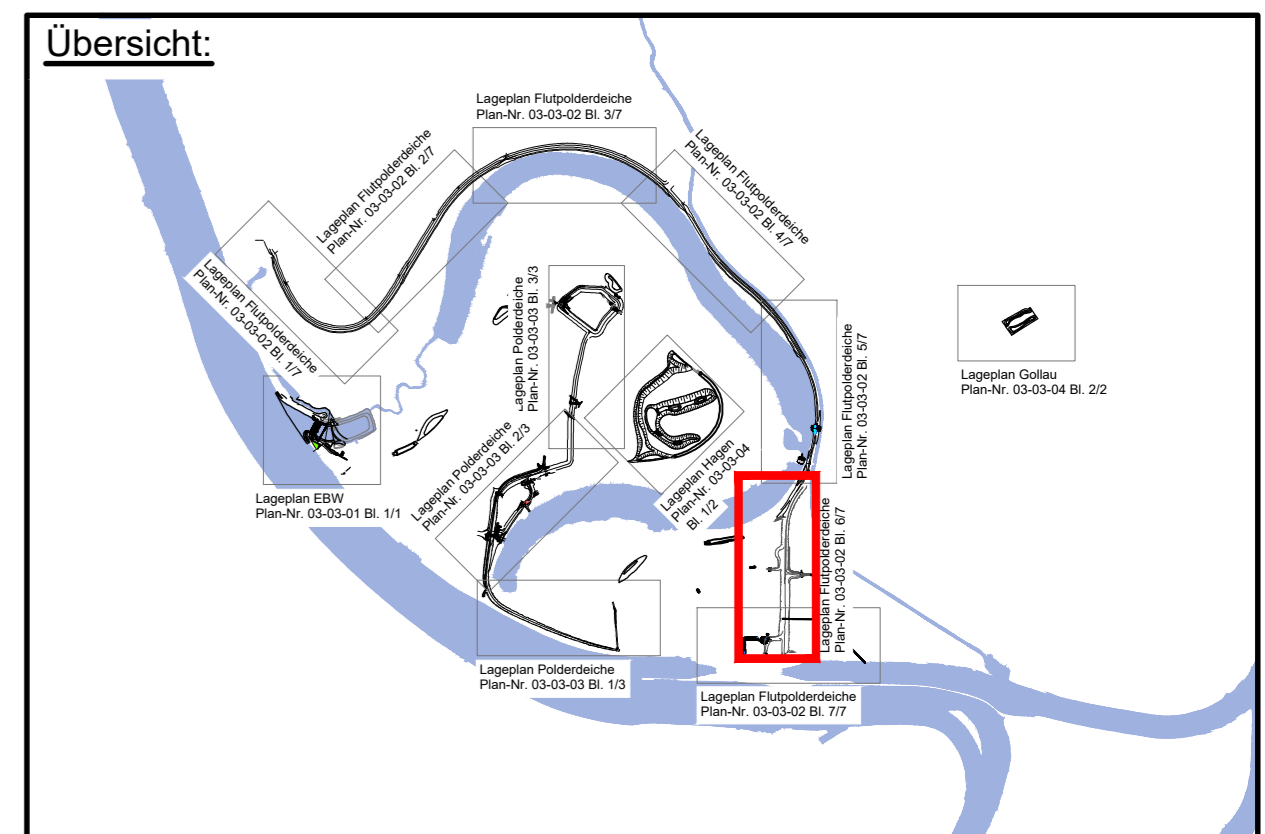 Übersicht:
Lageplan Flutpolderdeiche
Plan-Nr. 03-03-02 Bl. 3/7
Lageplan Flutpolderdeiche
Plan-Nr. 03-03-02 Bl. 2/7
Lageplan Flutpolderdeiche
Plan-Nr. 03-03-02 Bl. 4/7
Lageplan Flutpolderdeiche
Plan-Nr. 03-03-02 Bl. 1/7
Lageplan Polderdeiche
Plan-Nr. 03-03-03 Bl. 3/3
Lageplan Flutpolderdeiche
Plan-Nr. 03-03-02 Bl. 5/7
Lageplan Gollau
Plan-Nr. 03-03-04 Bl. 2/2
Lageplan Polderdeiche
Plan-Nr. 03-03-03 Bl. 2/3
Lageplan Hagen
Plan-Nr. 03-03-04
Bl. 1/2
Lageplan EBW
Plan-Nr. 03-03-01 Bl. 1/1
Lageplan Flutpolderdeiche
Plan-Nr. 03-03-02 Bl. 6/7
Lageplan Polderdeiche
Plan-Nr. 03-03-03 Bl. 1/3
Lageplan Flutpolderdeiche
Plan-Nr. 03-03-02 Bl. 7/7